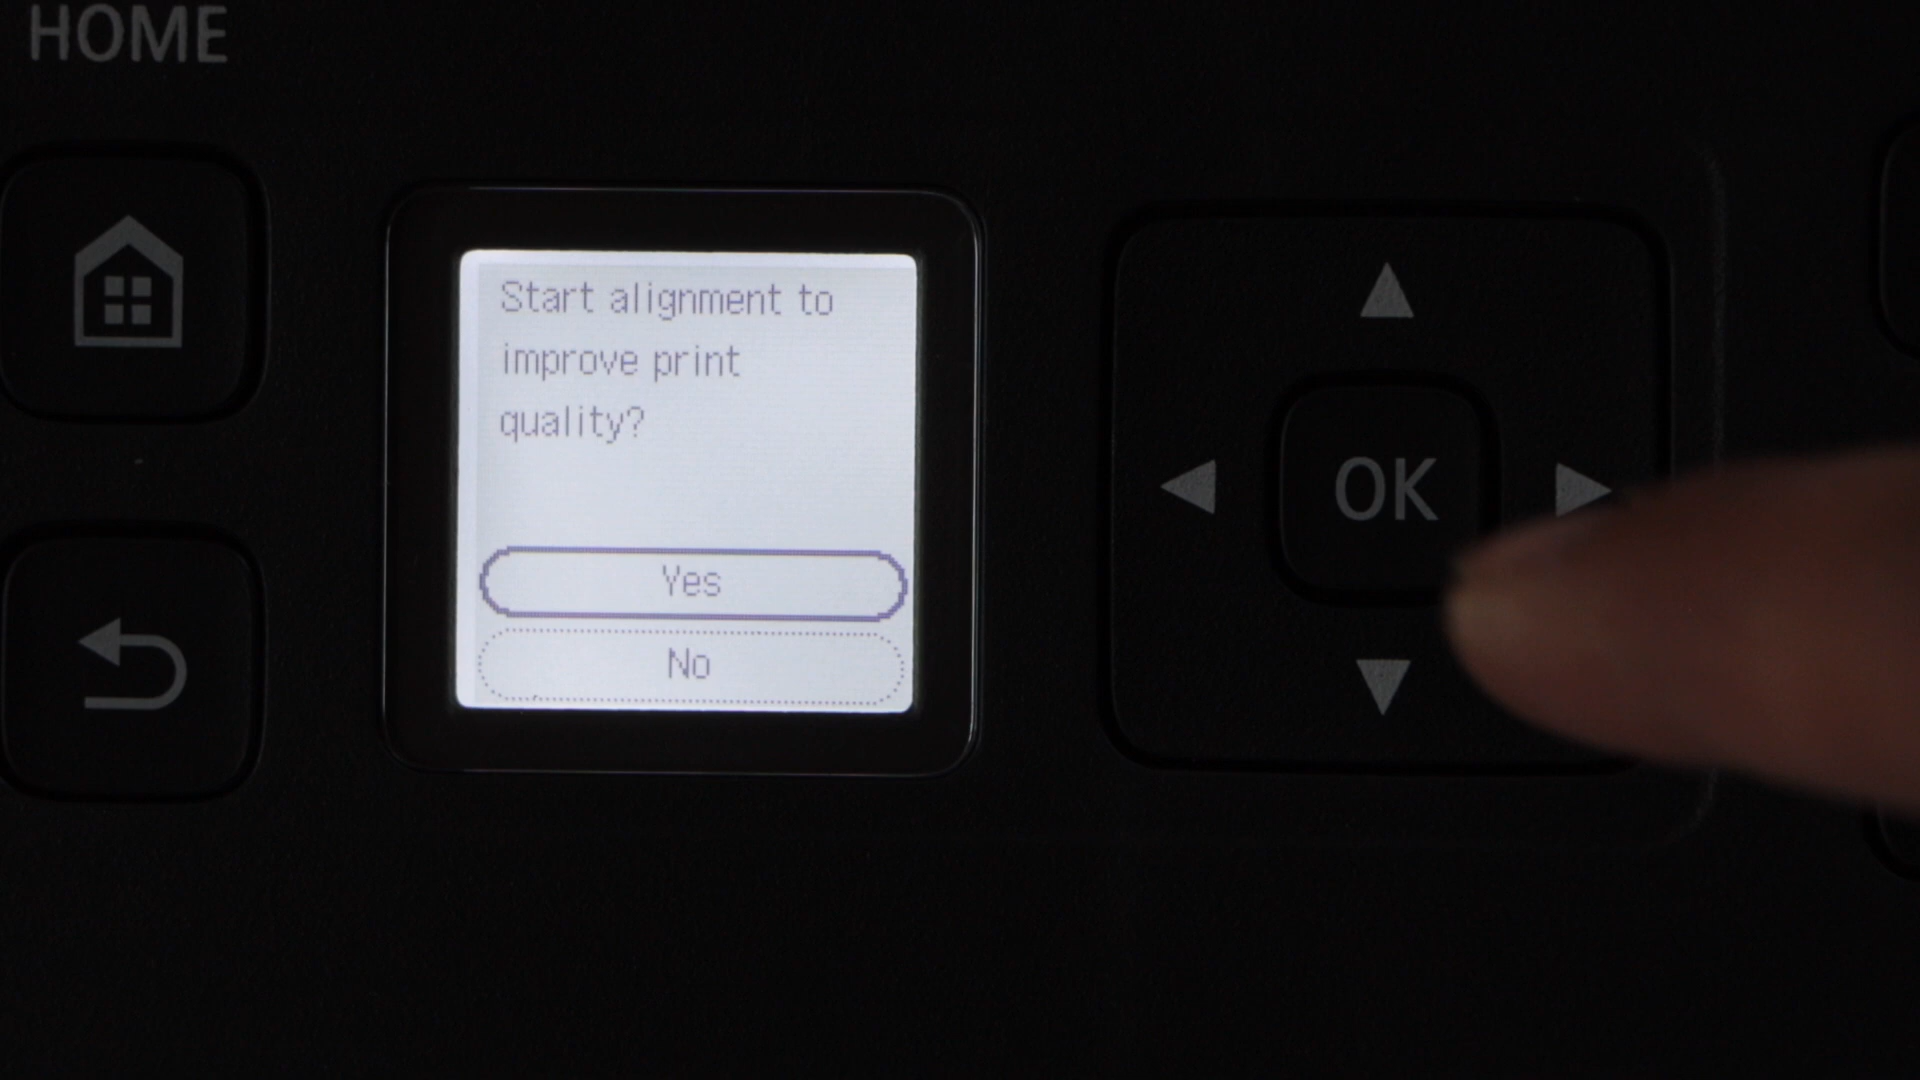 HOME
Start alignment to
improve print
quality?
Yes
No
OK